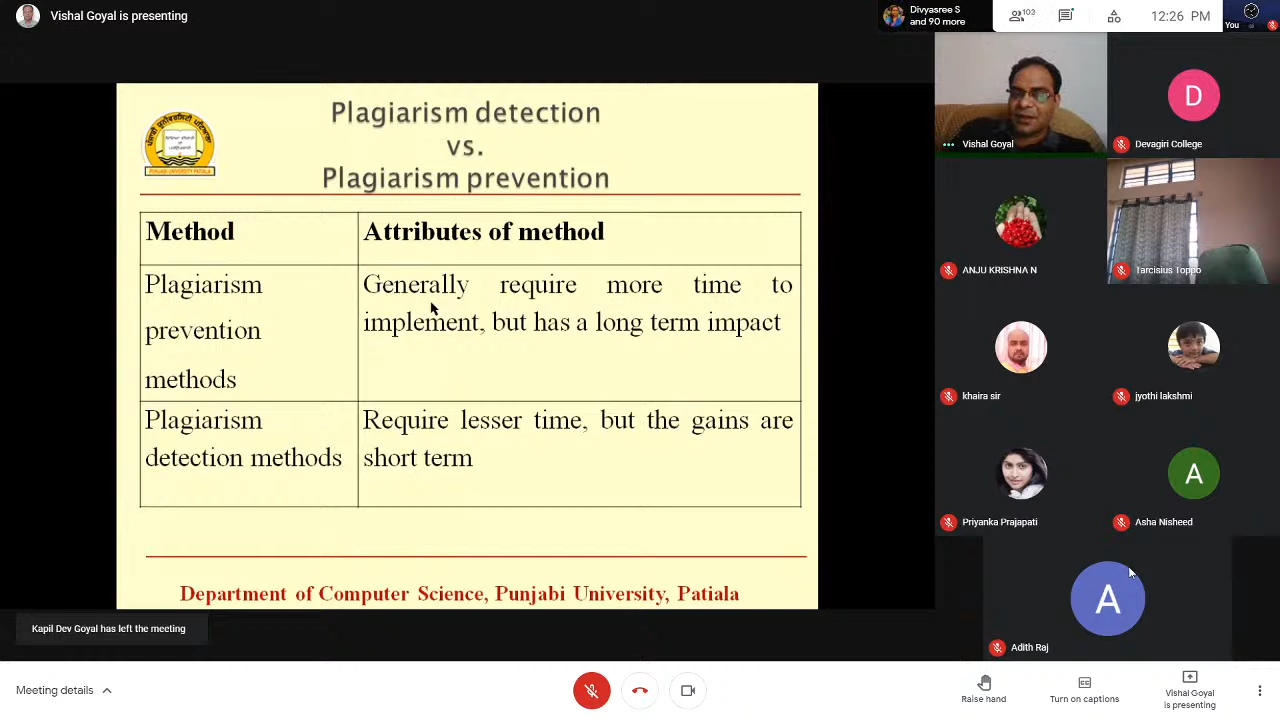 Vishal Goyal is presenting
Divyasree S
and 90 more
103
12:26 PM
You
Plagiarism detection
vs.
Plagiarism prevention
PUNJABI UNIVERSITY PATIALA
Method
Attributes of method
Plagiarism
prevention
methods
Generally require more time to
implement, but has a long term impact
Plagiarism
detection methods
Require lesser time, but the gains are
short term
Department of Computer Science, Punjabi University, Patiala
Vishal Goyal
D
Devagiri College
ANJU KRISHNA N
Tarcisius Toppo
khaira sir
jyothi lakshmi
Priyanka Prajapati
A
Asha Nisheed
A
Adith Raj
Kapil Dev Goyal has left the meeting
Meeting details
Raise hand
Turn on captions
Vishal Goyal
is presenting